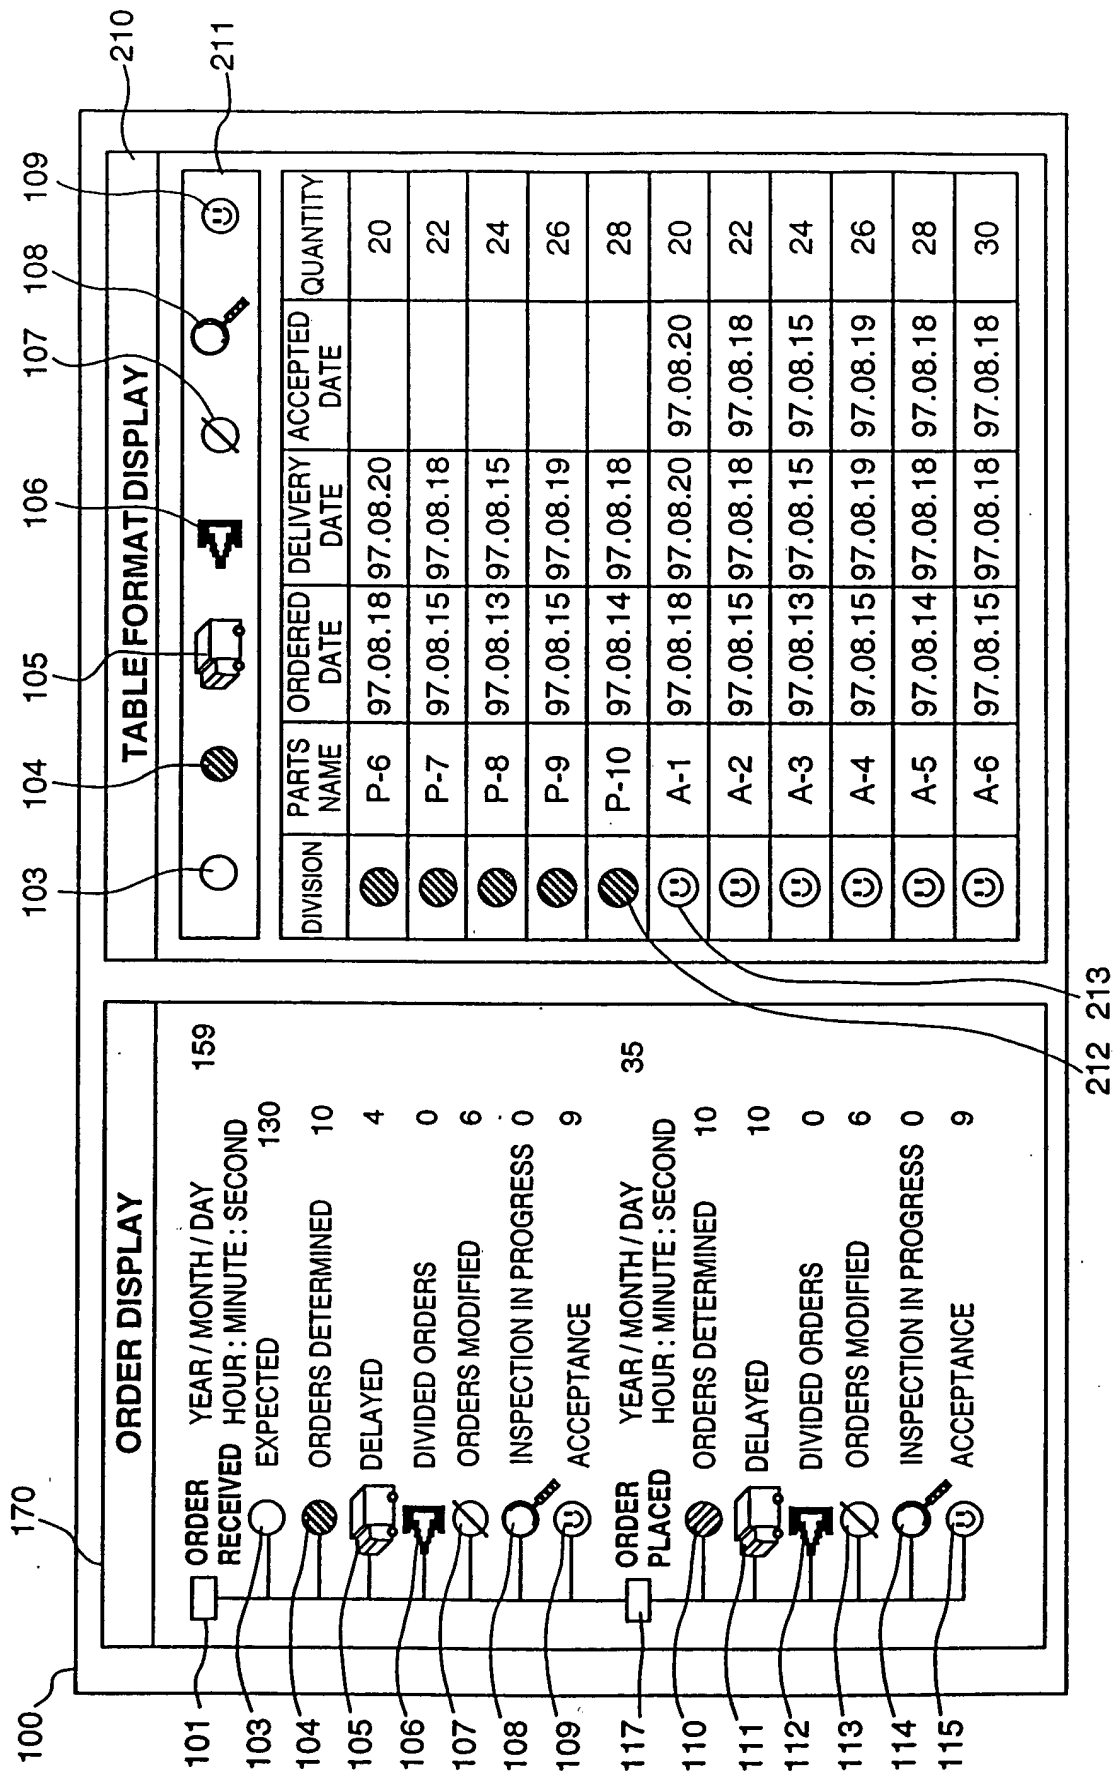 100
170
ORDER DISPLAY
101
ORDER RECEIVED
YEAR / MONTH / DAY
HOUR : MINUTE : SECOND
159
103
EXPECTED 130
104
ORDERS DETERMINED 10
105
DELAYED 4
106
DIVIDED ORDERS 0
107
ORDERS MODIFIED 6
108
INSPECTION IN PROGRESS 0
109
ACCEPTANCE 9
117
ORDER PLACED
YEAR / MONTH / DAY
HOUR : MINUTE : SECOND
35
110
ORDERS DETERMINED 10
111
DELAYED 10
112
DIVIDED ORDERS 0
113
ORDERS MODIFIED 6
114
INSPECTION IN PROGRESS 0
115
ACCEPTANCE 9
103 104 105 106 107 108 109
210
211
TABLE FORMAT DISPLAY
DIVISION PARTS NAME ORDERED DATE DELIVERY DATE ACCEPTED DATE QUANTITY
P-6 97.08.18 97.08.20 20
P-7 97.08.15 97.08.18 22
P-8 97.08.13 97.08.15 24
P-9 97.08.15 97.08.19 26
P-10 97.08.14 97.08.18 28
A-1 97.08.18 97.08.20 97.08.20 20
A-2 97.08.15 97.08.18 97.08.18 22
A-3 97.08.13 97.08.15 97.08.15 24
A-4 97.08.15 97.08.19 97.08.19 26
A-5 97.08.14 97.08.18 97.08.18 28
A-6 97.08.15 97.08.18 97.08.18 30
212
213